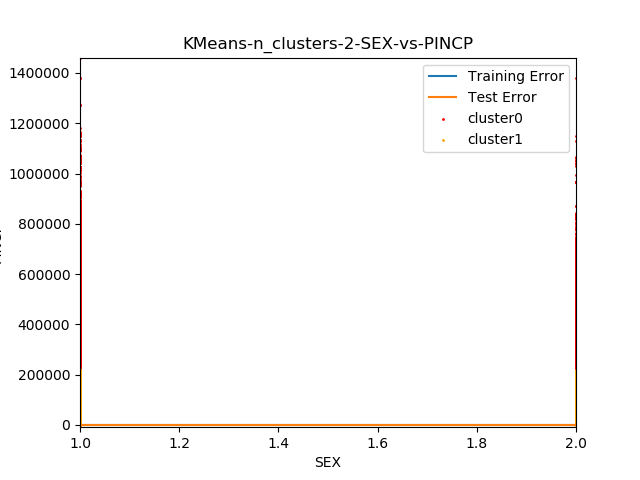 KMeans-n_clusters-2-SEX-vs-PINCP
1400000
1200000
1000000
800000
600000
400000
200000
0
Training Error
Test Error
cluster0
cluster1
1.0 1.2 1.4 1.6 1.8 2.0
SEX